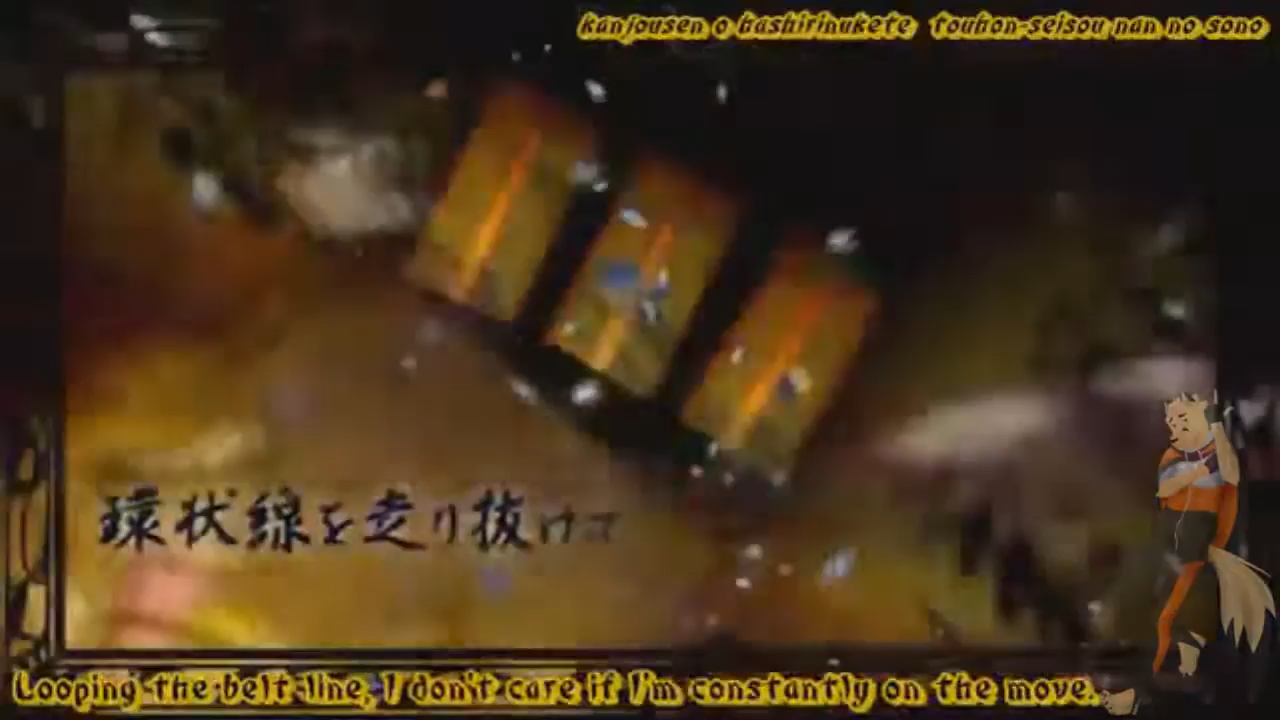 kanjousen o hashirinukete touhon-seisou nan no sono
環状線を走り抜けて
Looping the belt line, I don't care if I'm constantly on the move.